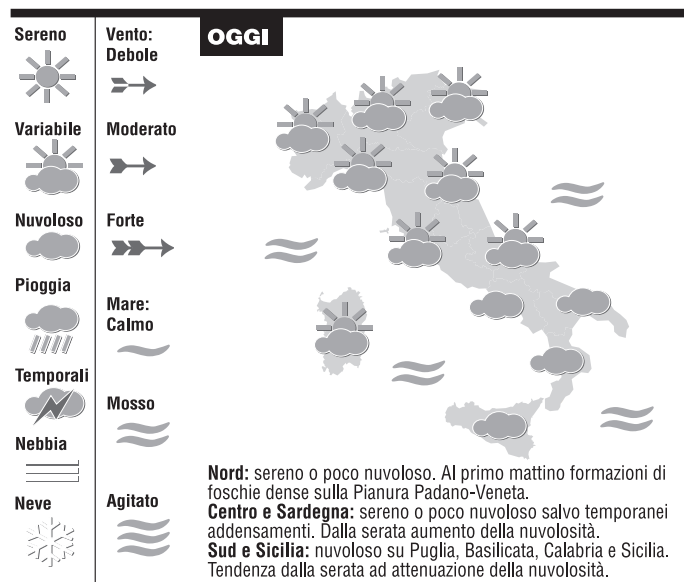 Sereno
Variabile
Nuvoloso
Pioggia
Temporali
Nebbia
Neve
Vento:
Debole
Moderato
Forte
Mare:
Calmo
Mosso
Agitato
OGGI
Nord: sereno o poco nuvoloso. Al primo mattino formazioni di
foschie dense sulla Pianura Padano-Veneta.
Centro e Sardegna: sereno o poco nuvoloso salvo temporanei
addensamenti. Dalla serata aumento della nuvolosità.
Sud e Sicilia: nuvoloso su Puglia, Basilicata, Calabria e Sicilia.
Tendenza dalla serata ad attenuazione della nuvolosità.